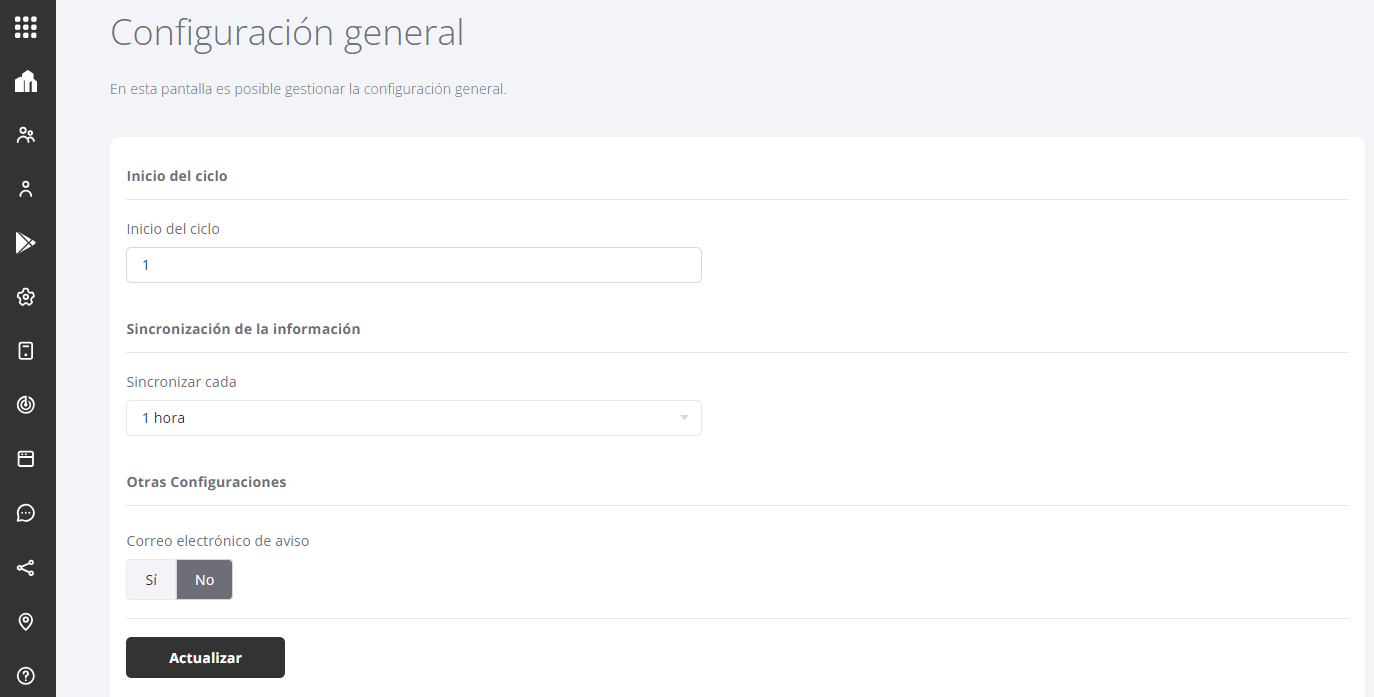 Configuración general
En esta pantalla es posible gestionar la configuración general.
Inicio del ciclo
Inicio del ciclo
1
Sincronización de la información
Sincronizar cada
1 hora
Otras Configuraciones
Correo electrónico de aviso
Sí No
Actualizar